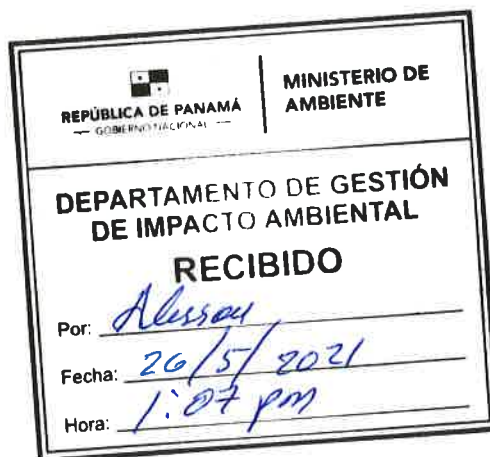 REPÚBLICA DE PANAMÁ
— GOBIERNO NACIONAL —
MINISTERIO DE
AMBIENTE
DEPARTAMENTO DE GESTIÓN
DE IMPACTO AMBIENTAL
RECIBIDO
Por: Alisson
Fecha: 26/5/2021
Hora: 1:07 pm